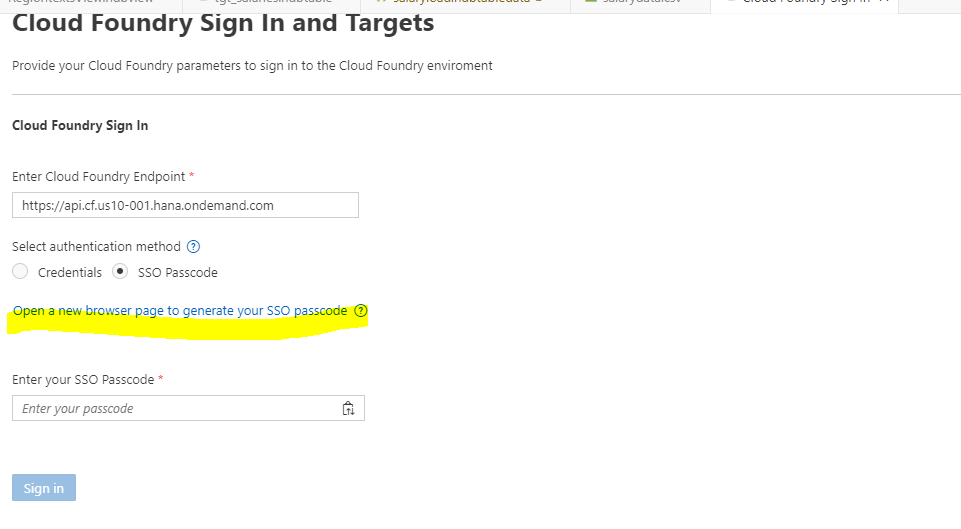 Cloud Foundry Sign In and Targets
Provide your Cloud Foundry parameters to sign in to the Cloud Foundry enviroment
Cloud Foundry Sign In
Enter Cloud Foundry Endpoint *
https://api.cf.us10-001.hana.ondemand.com
Select authentication method ?
Credentials SSO Passcode
Open a new browser page to generate your SSO passcode ?
Enter your SSO Passcode *
Enter your passcode
Sign in